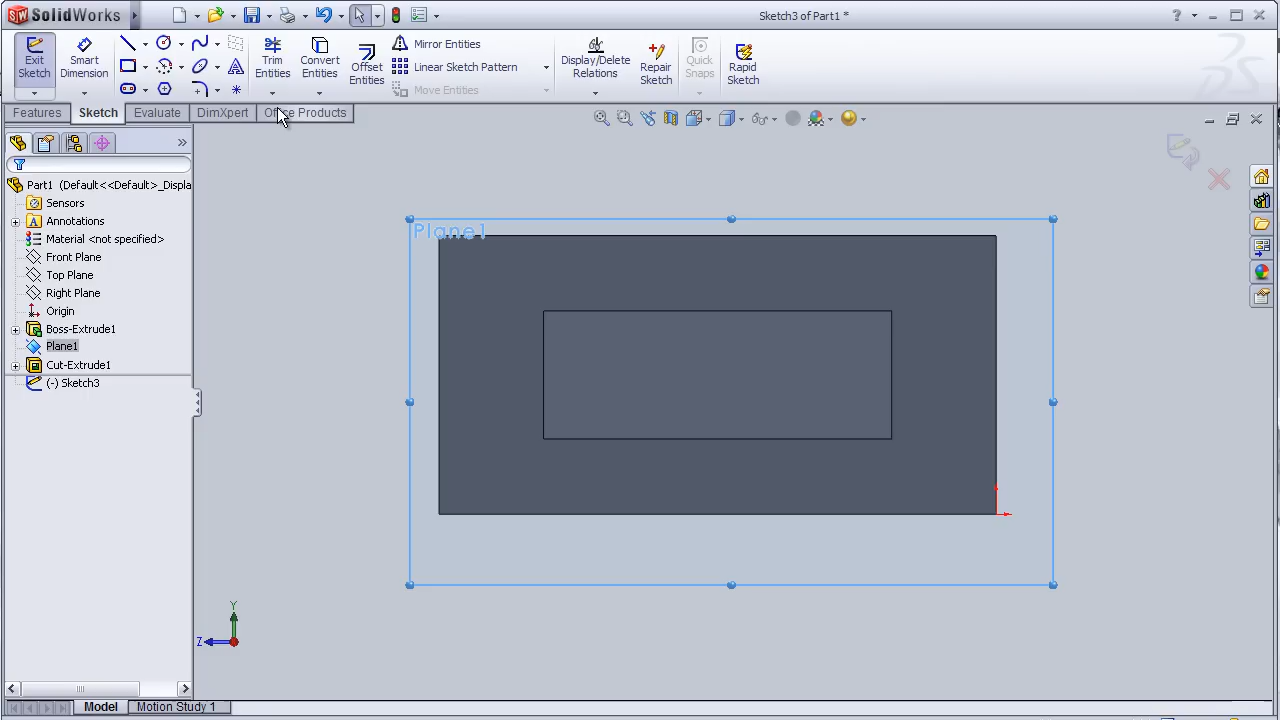 SolidWorks
Sketch3 of Part1 *
Exit Sketch
Smart Dimension
Trim Entities
Convert Entities
Offset Entities
Mirror Entities
Linear Sketch Pattern
Move Entities
Display/Delete Relations
Repair Sketch
Quick Snaps
Rapid Sketch
Features
Sketch
Evaluate
DimXpert
Products
Part1 (Default<<Default>_Displa
Sensors
Annotations
Material <not specified>
Front Plane
Top Plane
Right Plane
Origin
Boss-Extrude1
Plane1
Cut-Extrude1
(-) Sketch3
Plane1
Y
Z
Model
Motion Study 1